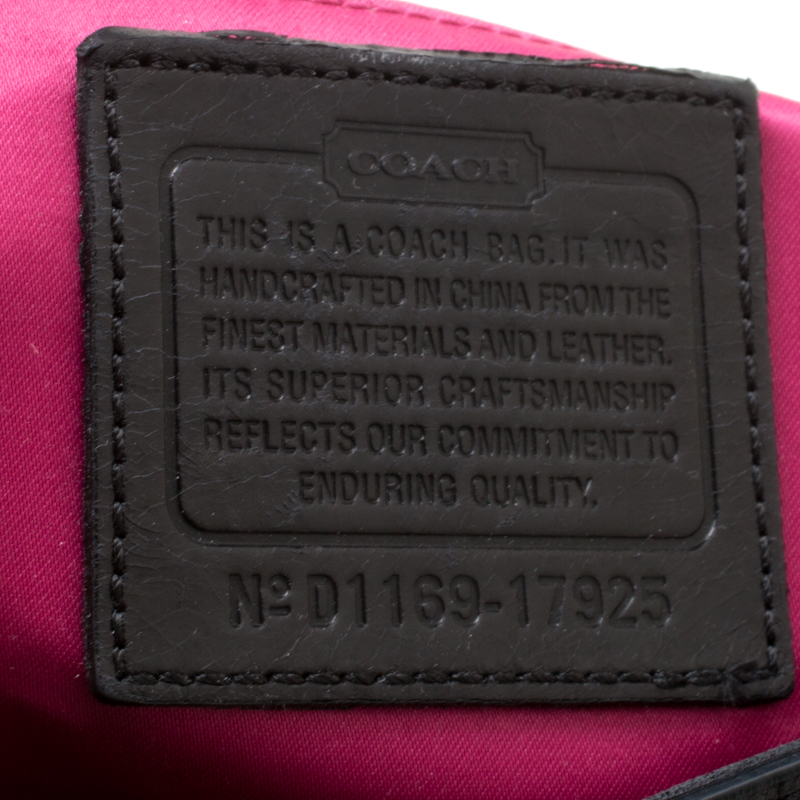 COACH
THIS IS A COACH BAG. IT WAS
HANDCRAFTED IN CHINA FROM THE
FINEST MATERIALS AND LEATHER.
ITS SUPERIOR CRAFTSMANSHIP
REFLECTS OUR COMMITMENT TO
ENDURING QUALITY.
Nº D1169-17925